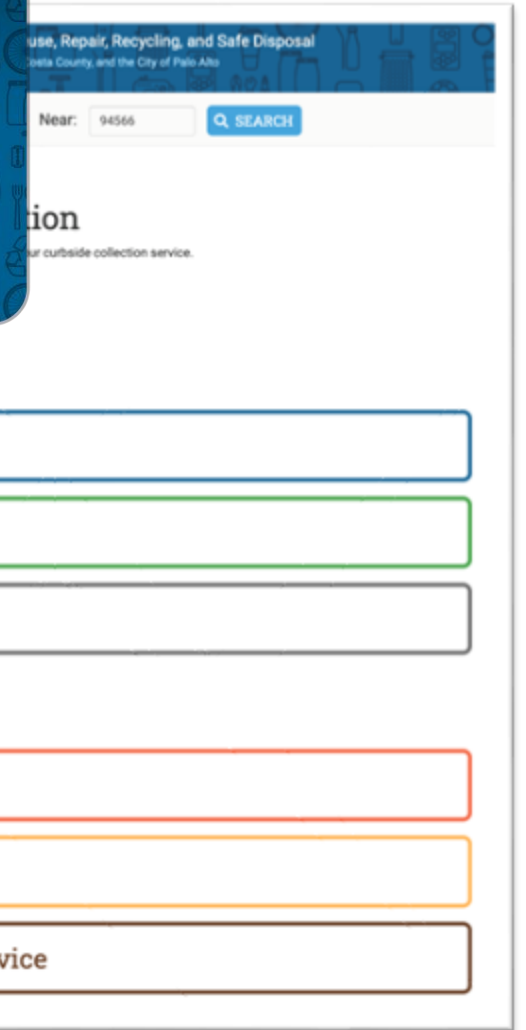 use, Repair, Recycling, and Safe Disposal
Costa County, and the City of Palo Alto
Near: 94566 SEARCH
tion
ur curbside collection service.
vice